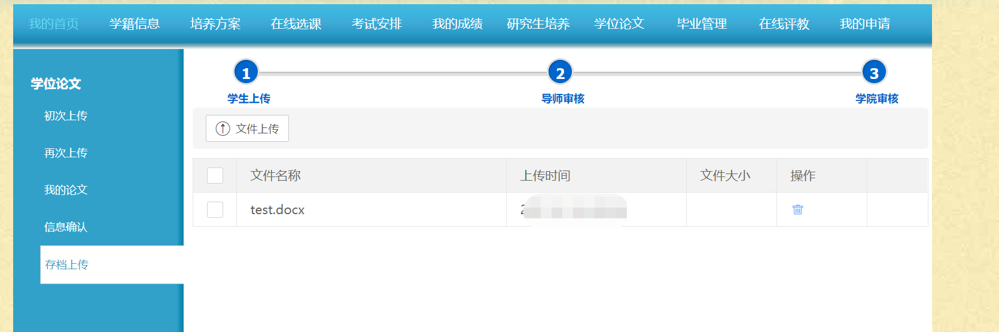 我的首页 学籍信息 培养方案 在线选课 考试安排 我的成绩 研究生培养 学位论文 毕业管理 在线评教 我的申请
学位论文
初次上传
再次上传
我的论文
信息确认
存档上传
1 2 3
学生上传 导师审核 学院审核
文件上传
文件名称 上传时间 文件大小 操作
test.docx